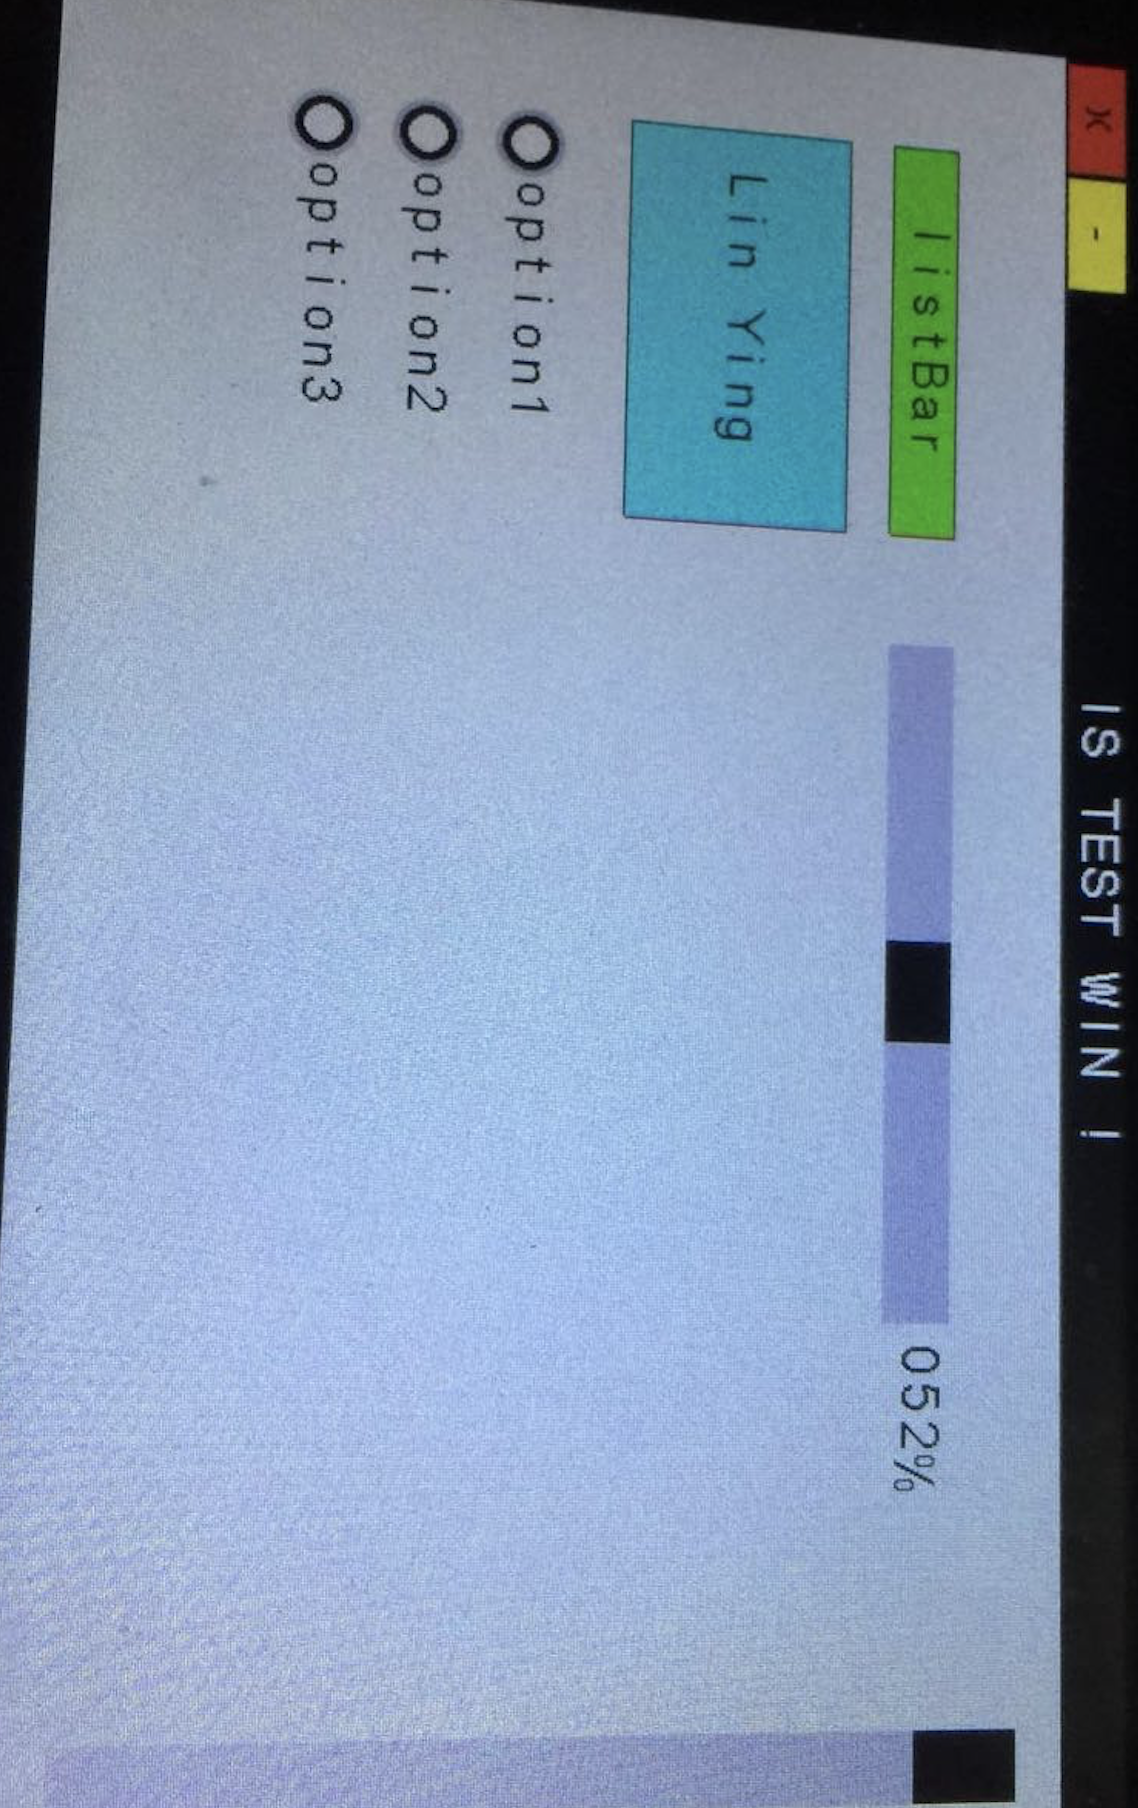 X -
IS TEST WIN !
listBar
052%
Lin Ying
option1
option2
option3